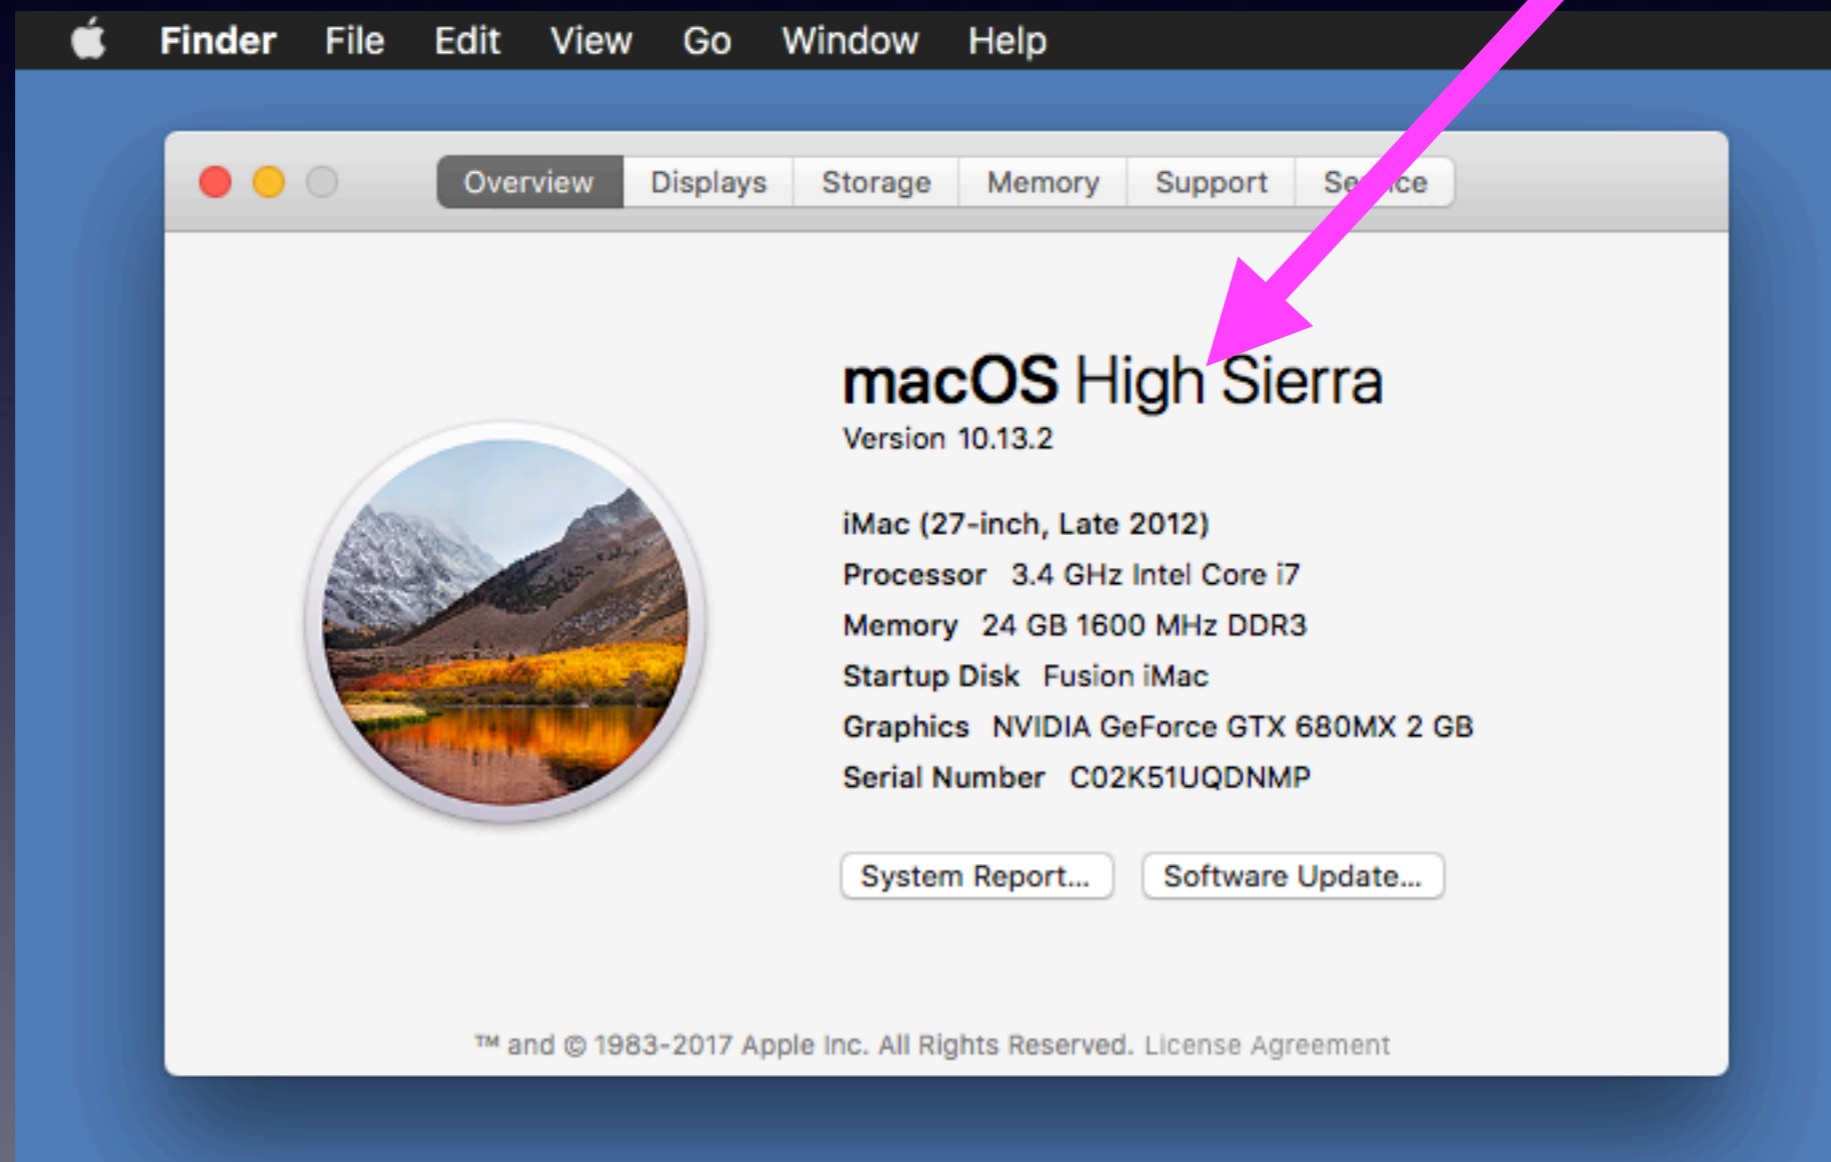 Finder File Edit View Go Window Help
Overview Displays Storage Memory Support
macOS High Sierra
Version 10.13.2
iMac (27-inch, Late 2012)
Processor 3.4 GHz Intel Core i7
Memory 24 GB 1600 MHz DDR3
Startup Disk Fusion iMac
Graphics NVIDIA GeForce GTX 680MX 2 GB
Serial Number C02K51UQDNMP
System Report... Software Update...
™ and © 1983-2017 Apple Inc. All Rights Reserved. License Agreement